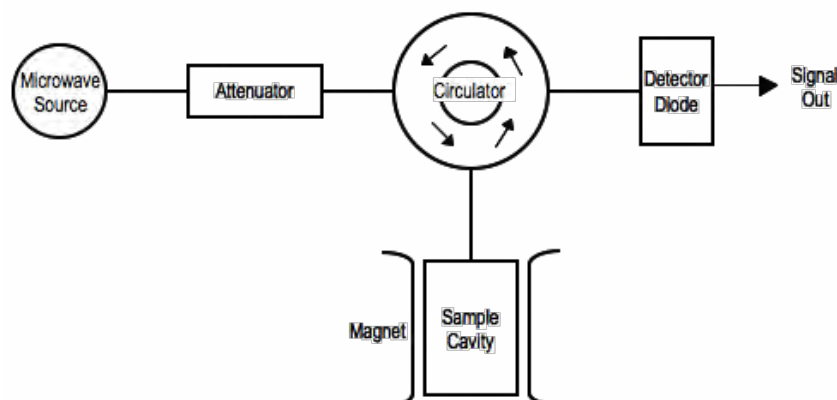 Microwave
Source
Attenuator
Circulator
Detector
Diode
Signal
Out
Magnet
Sample
Cavity